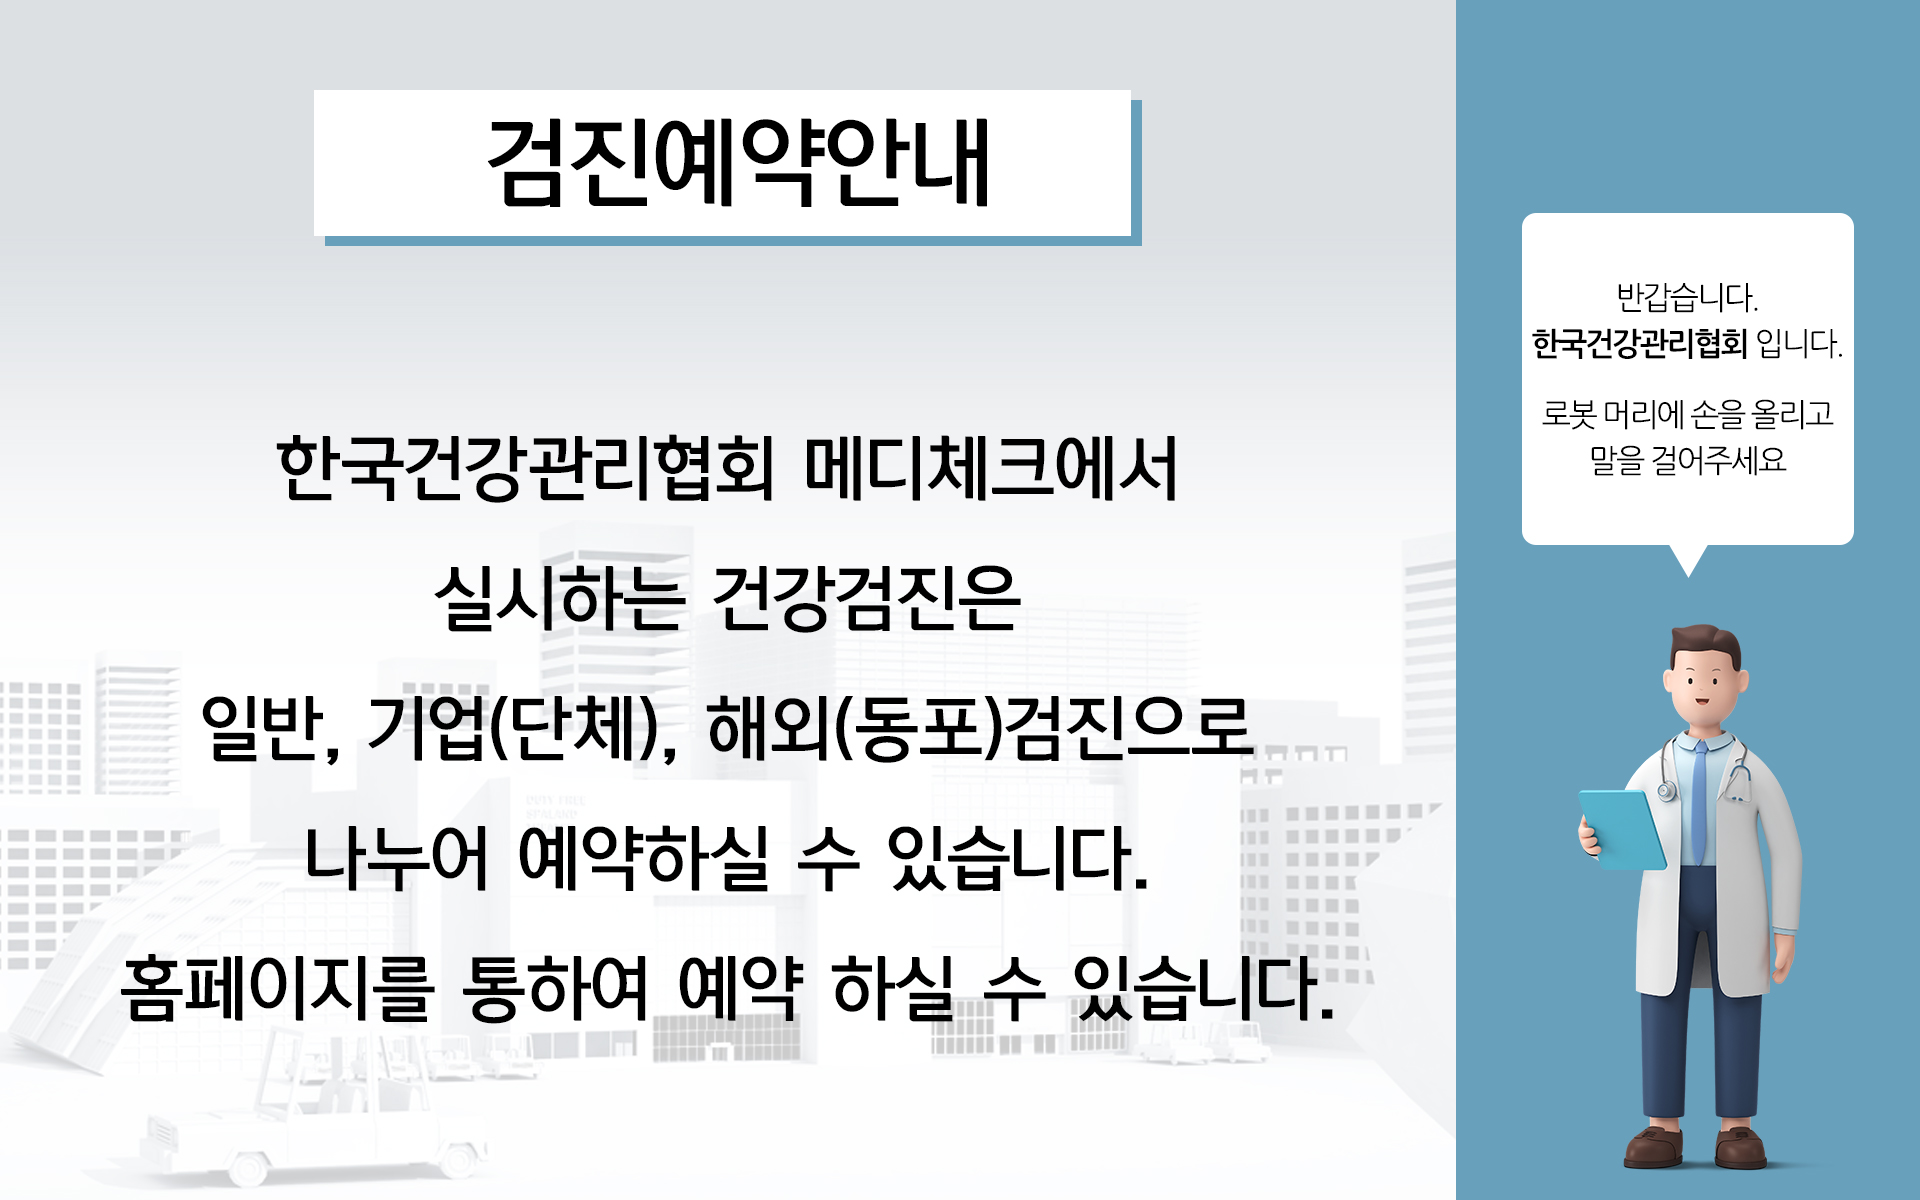 검진예약안내
한국건강관리협회 메디체크에서
실시하는 건강검진은
일반, 기업(단체), 해외(동포)검진으로
나누어 예약하실 수 있습니다.
홈페이지를 통하여 예약 하실 수 있습니다.
반갑습니다.
한국건강관리협회 입니다.
로봇 머리에 손을 올리고
말을 걸어주세요
DUTY FREE